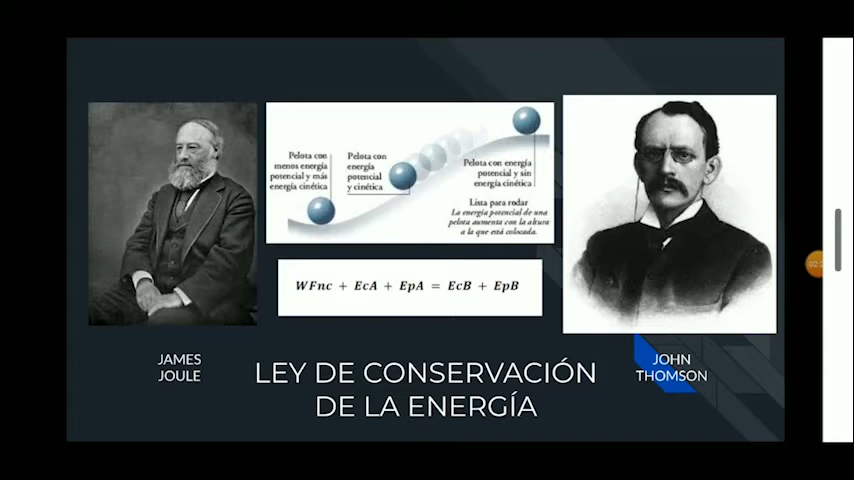 Pelota con
menos energía
potencial y más
energía cinética
Pelota con
energía
potencial
y cinética
Pelota con energía
potencial y sin
energía cinética
Lista para rodar
La energía potencial de una
pelota aumenta con la altura
a la que está colocada.
WFnc + EcA + EpA = EcB + EpB
JAMES
JOULE
LEY DE CONSERVACIÓN
DE LA ENERGÍA
JOHN
THOMSON